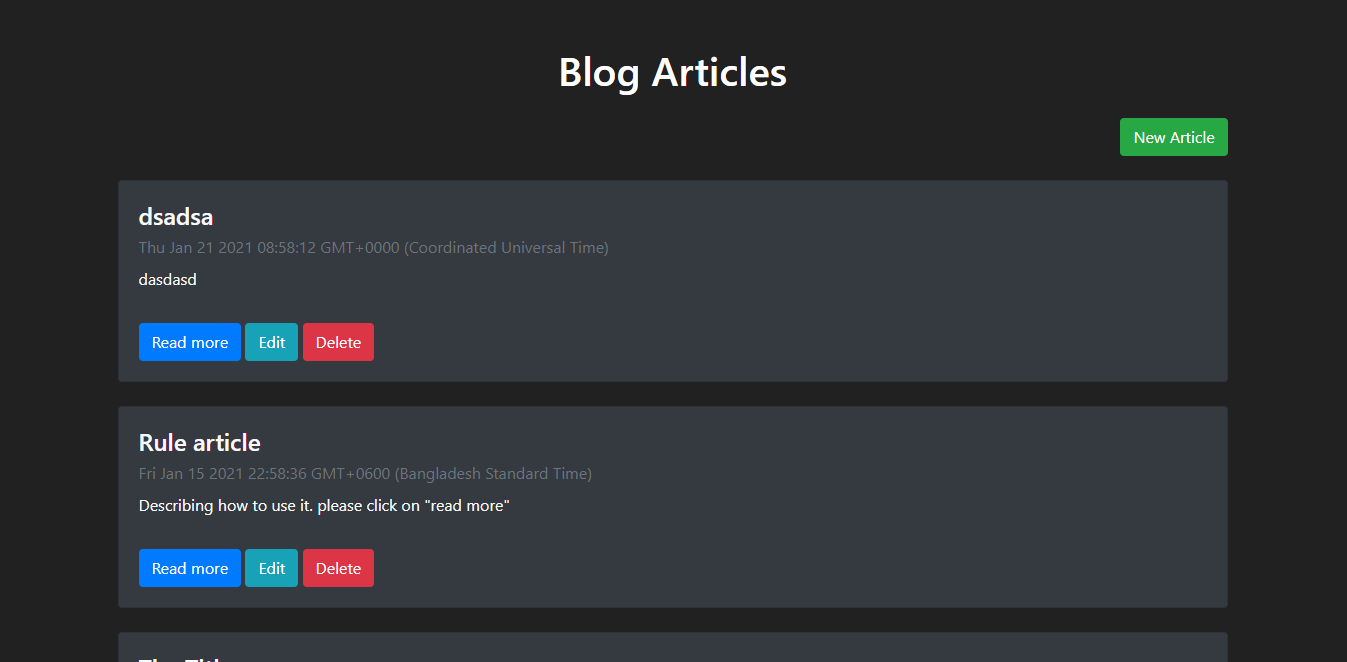 Blog Articles
New Article
dsadsa
Thu Jan 21 2021 08:58:12 GMT+0000 (Coordinated Universal Time)
dasdasd
Read more Edit Delete
Rule article
Fri Jan 15 2021 22:58:36 GMT+0600 (Bangladesh Standard Time)
Describing how to use it. please click on "read more"
Read more Edit Delete